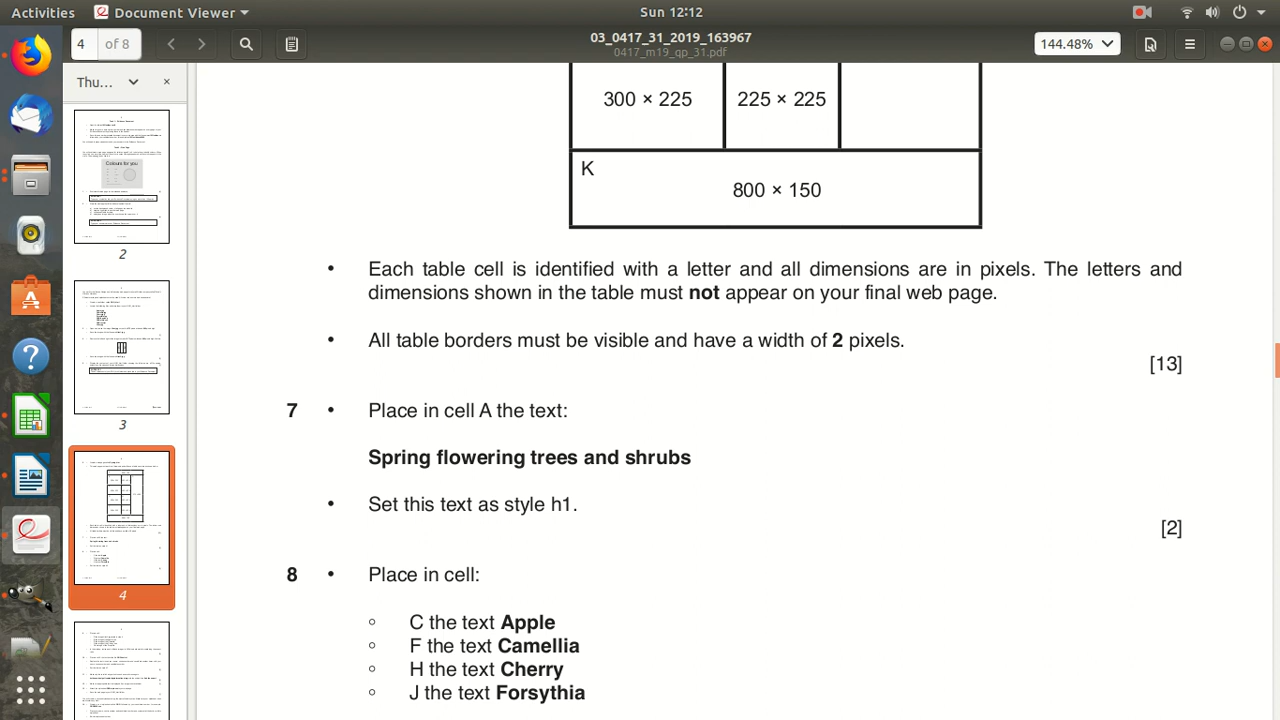 Activities Document Viewer Sun 12:12
4 of 8
03_0417_31_2019_163967
0417_m19_qp_31.pdf
144.48%
Thu...
2
3
4
300 × 225 225 × 225
K
800 × 150
• Each table cell is identified with a letter and all dimensions are in pixels. The letters and
dimensions shown in the table must not appear on your final web page.
• All table borders must be visible and have a width of 2 pixels.
[13]
7 • Place in cell A the text:
Spring flowering trees and shrubs
• Set this text as style h1.
[2]
8 • Place in cell:
○ C the text Apple
○ F the text Camellia
○ H the text Cherry
○ J the text Forsythia